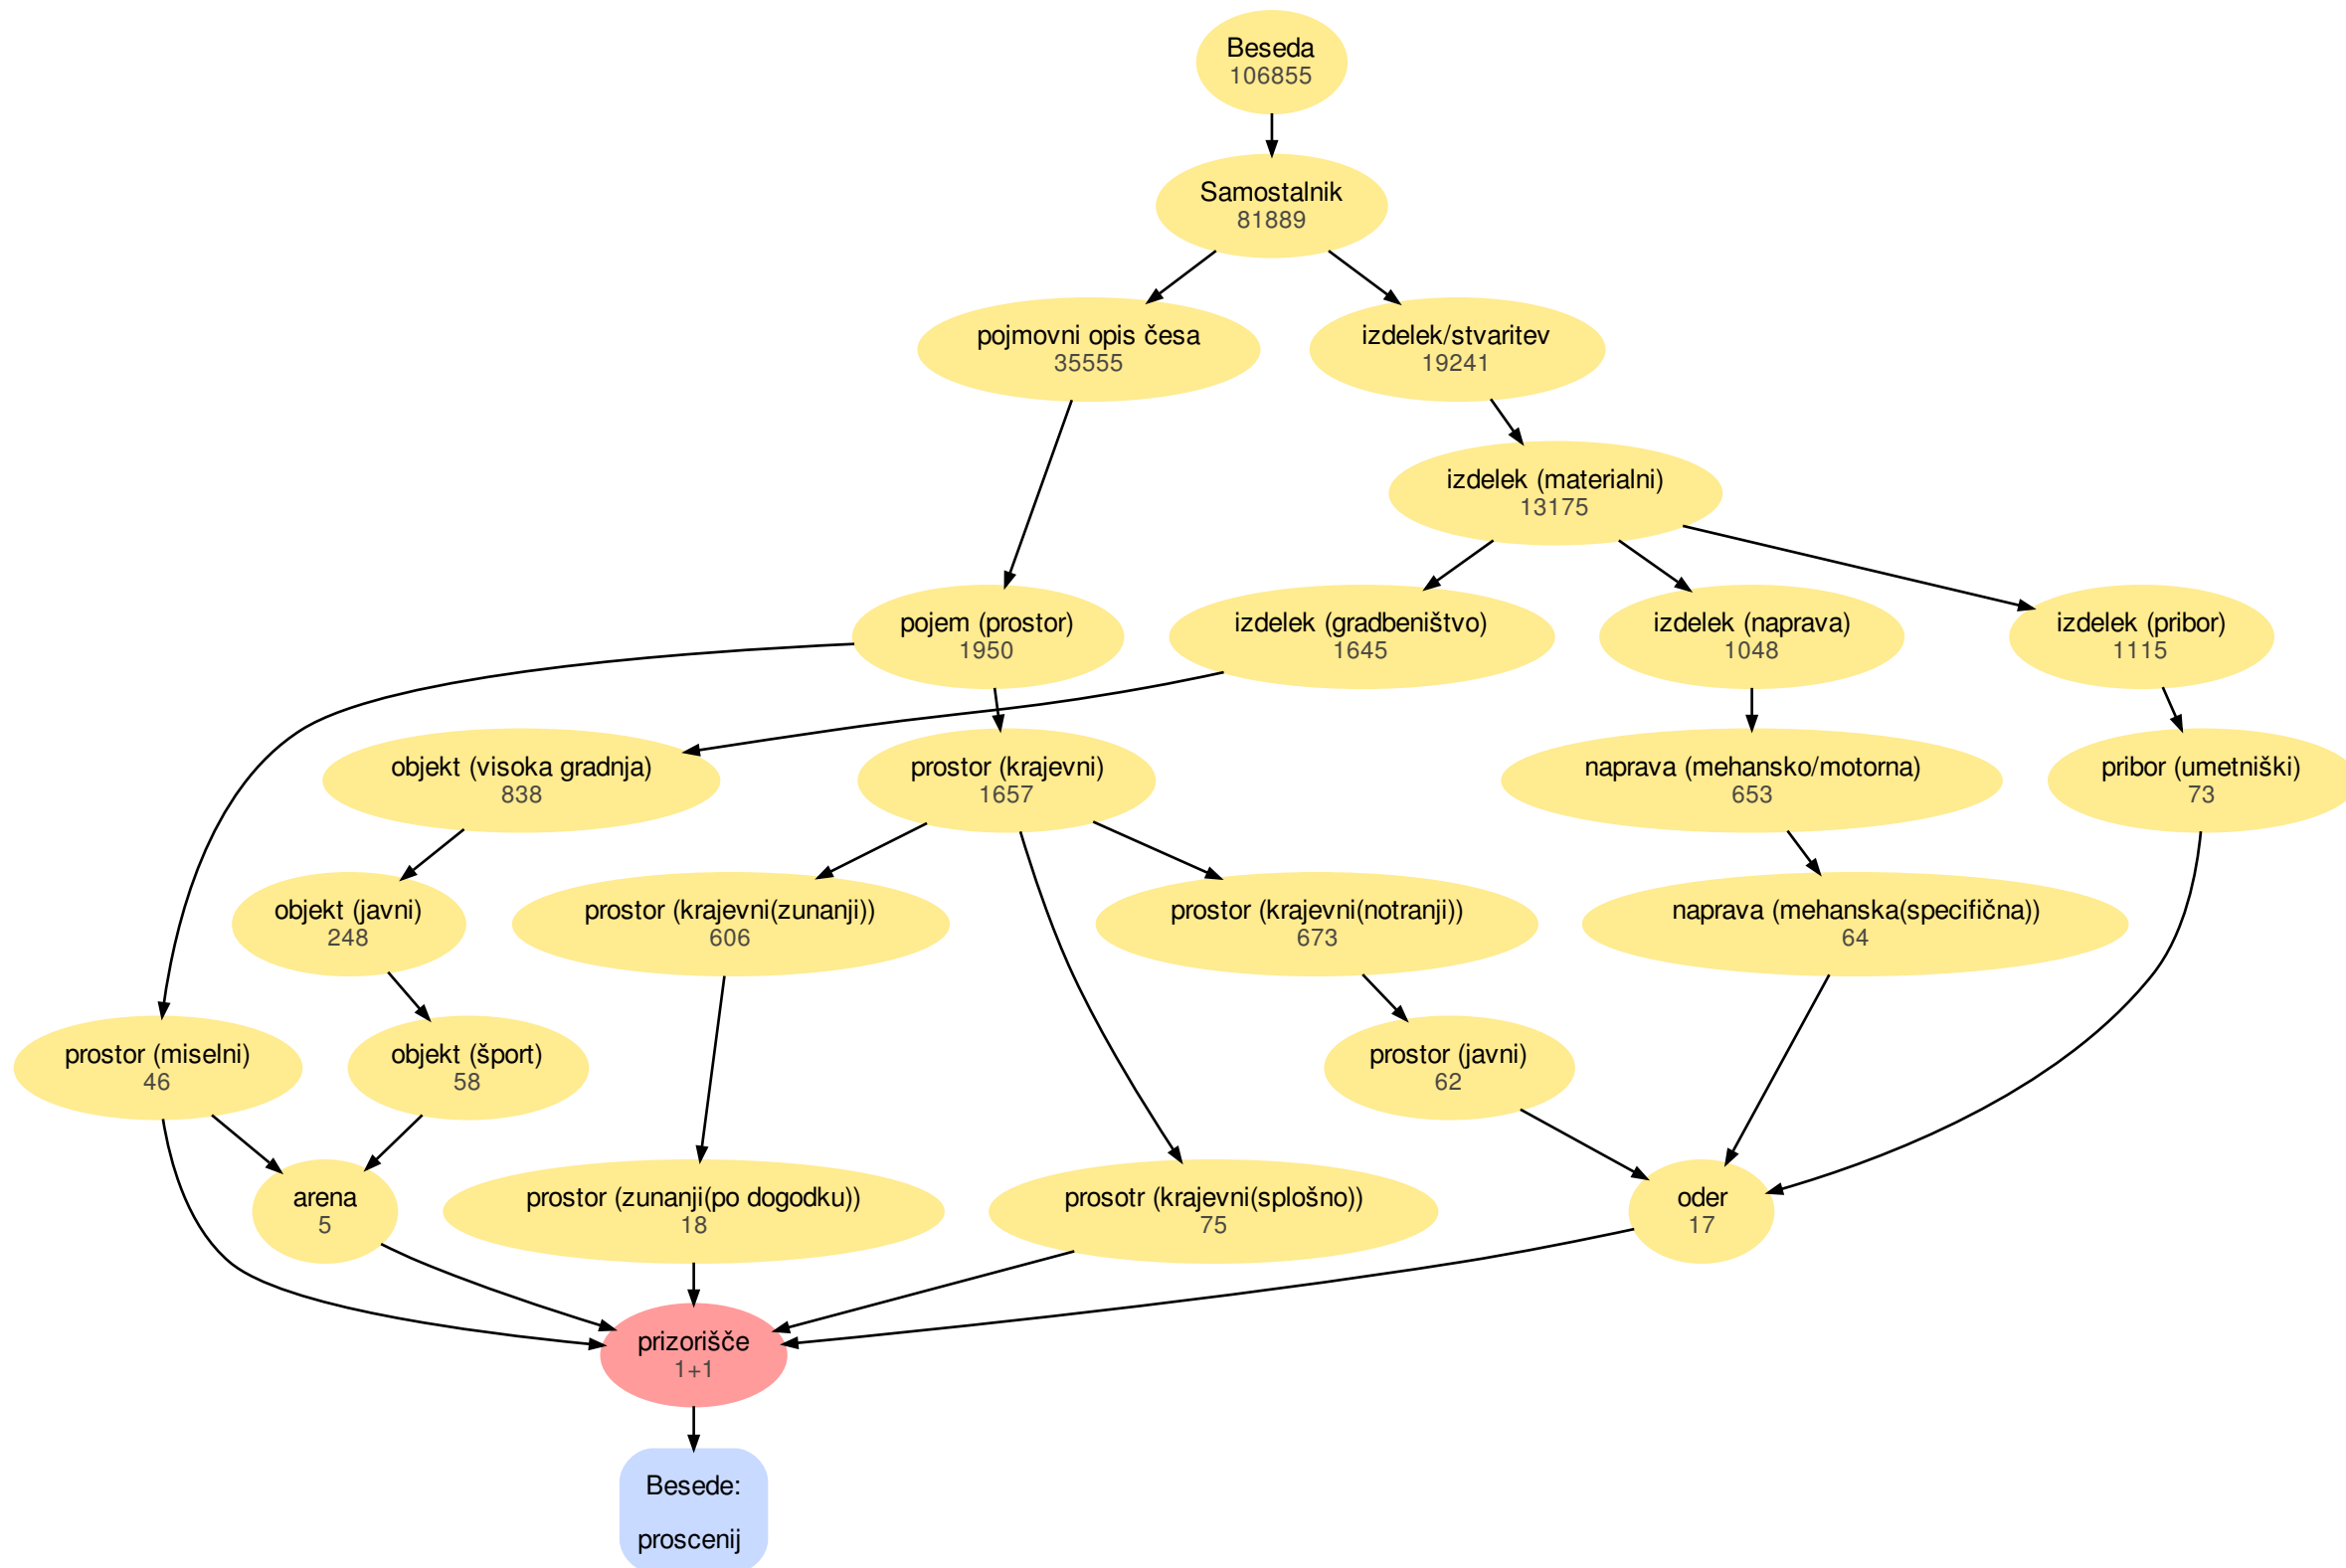 Beseda
106855
Samostalnik
81889
pojmovni opis česa
35555
izdelek/stvaritev
19241
izdelek (materialni)
13175
pojem (prostor)
1950
izdelek (gradbeništvo)
1645
izdelek (naprava)
1048
izdelek (pribor)
1115
objekt (visoka gradnja)
838
prostor (krajevni)
1657
naprava (mehansko/motorna)
653
pribor (umetniški)
73
objekt (javni)
248
prostor (krajevni(zunanji))
606
prostor (krajevni(notranji))
673
naprava (mehanska(specifična))
64
prostor (miselni)
46
objekt (šport)
58
prostor (javni)
62
arena
5
prostor (zunanji(po dogodku))
18
prosotr (krajevni(splošno))
75
oder
17
prizorišče
1+1
Besede:
proscenij